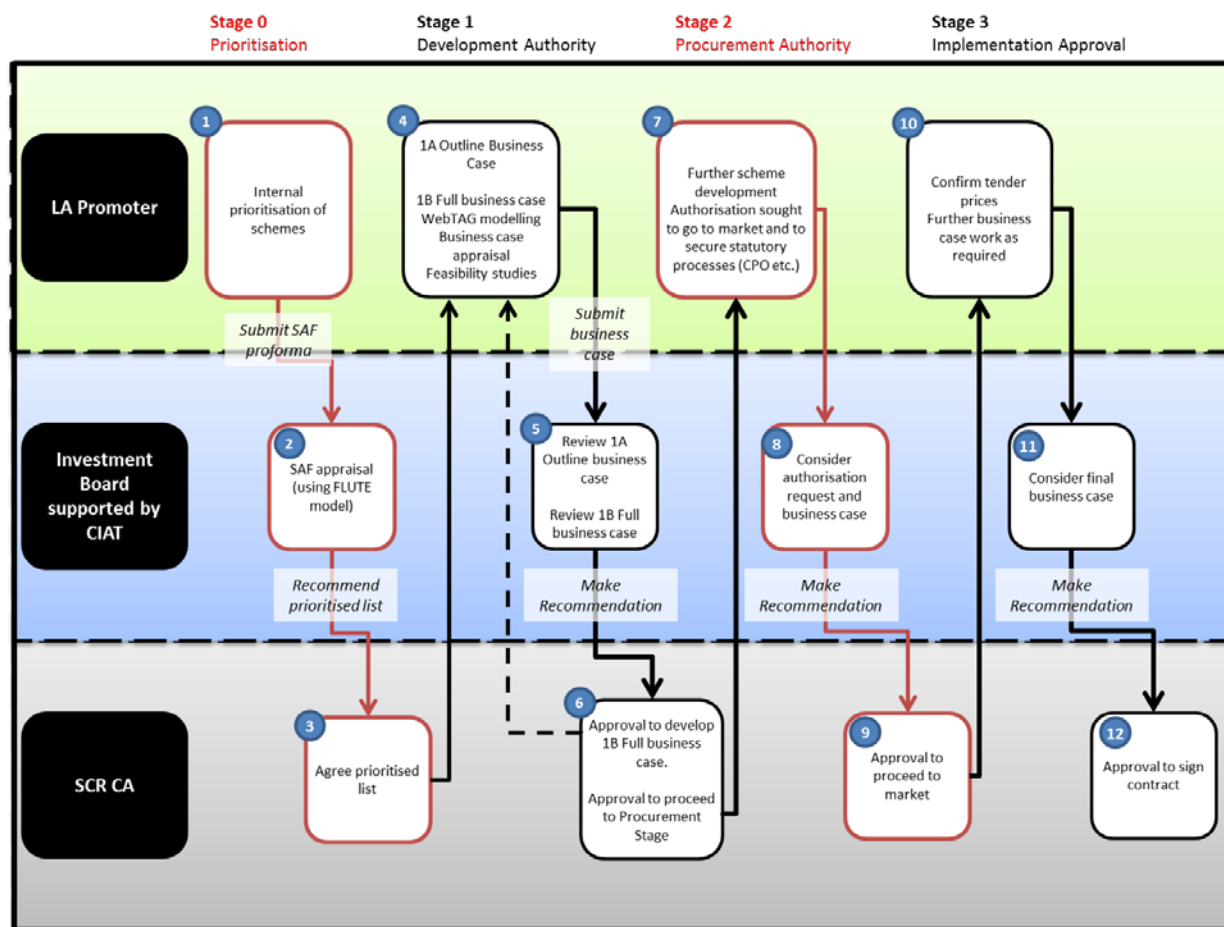 Stage 0
Prioritisation
Stage 1
Development Authority
Stage 2
Procurement Authority
Stage 3
Implementation Approval
LA Promoter
1
Internal
prioritisation of
schemes
4
1A Outline Business
Case
1B Full business case
WebTAG modelling
Business case
appraisal
Feasibility studies
7
Further scheme
development
Authorisation sought
to go to market and to
secure statutory
processes (CPO etc.)
10
Confirm tender
prices
Further business
case work as
required
Submit SAF
proforma
Submit
business
case
Investment
Board
supported by
CIAT
2
SAF appraisal
(using FLUTE
model)
5
Review 1A
Outline business
case
Review 1B Full
business case
8
Consider
authorisation
request and
business case
11
Consider final
business case
Recommend
prioritised list
Make
Recommendation
Make
Recommendation
Make
Recommendation
SCR CA
3
Agree prioritised
list
6
Approval to develop
1B Full business
case.
Approval to proceed
to Procurement
Stage
9
Approval to
proceed to
market
12
Approval to sign
contract